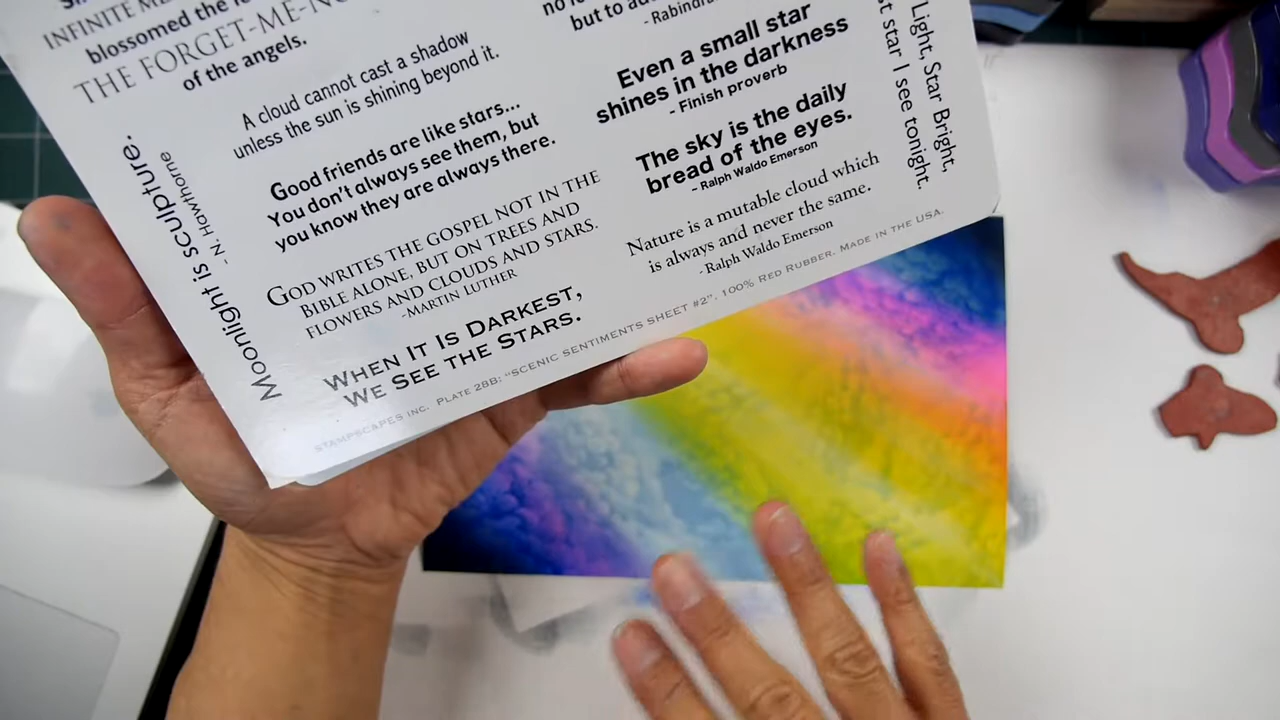 INFINITE
blossomed the
THE FORGET-ME-
of the angels.
A cloud cannot cast a shadow
unless the sun is shining beyond it.
Good friends are like stars...
You don't always see them, but
you know they are always there.
GOD WRITES THE GOSPEL NOT IN THE
BIBLE ALONE, BUT ON TREES AND
FLOWERS AND CLOUDS AND STARS.
-MARTIN LUTHER
WHEN IT IS DARKEST,
WE SEE THE STARS.
Moonlight is sculpture.
- N. Hawthorne
but to
Even a small star
shines in the darkness
- Finish proverb
The sky is the daily
bread of the eyes.
- Ralph Waldo Emerson
Nature is a mutable cloud which
is always and never the same.
- Ralph Waldo Emerson
Light, Star Bright,
star I see tonight.
STAMPSCAPES INC. PLATE 28B: "SCENIC SENTIMENTS SHEET #2". 100% RED RUBBER. MADE IN THE USA.